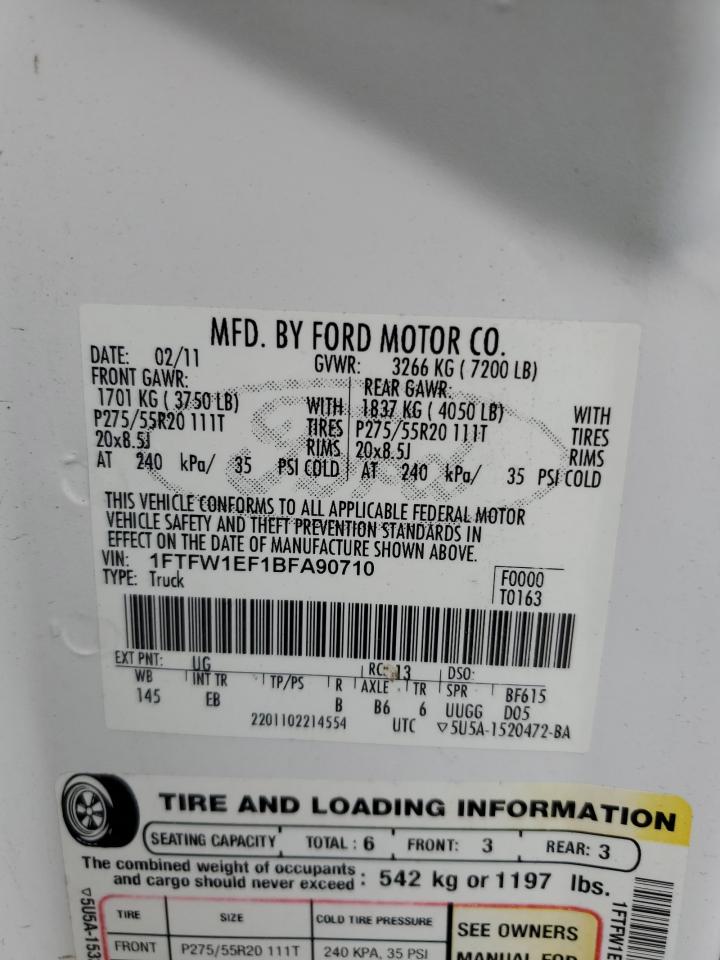 MFD. BY FORD MOTOR CO.
DATE: 02/11 GVWR: 3266 KG ( 7200 LB)
FRONT GAWR: REAR GAWR:
1701 KG ( 3750 LB) WITH 1837 KG ( 4050 LB) WITH
P275/55R20 111T TIRES P275/55R20 111T TIRES
20x8.5J RIMS 20x8.5J RIMS
AT 240 kPa/ 35 PSI COLD AT 240 kPa/ 35 PSI COLD
THIS VEHICLE CONFORMS TO ALL APPLICABLE FEDERAL MOTOR
VEHICLE SAFETY AND THEFT PREVENTION STANDARDS IN
EFFECT ON THE DATE OF MANUFACTURE SHOWN ABOVE.
VIN: 1FTFW1EF1BFA90710
TYPE: Truck
F0000
T0163
EXT PNT: UG RC: 13 DSO:
WB INT TR TP/PS R AXLE TR SPR BF615
145 EB B B6 6 UUGG D05
2201102214554 UTC ▽5U5A-1520472-BA
TIRE AND LOADING INFORMATION
SEATING CAPACITY TOTAL : 6 FRONT: 3 REAR: 3
The combined weight of occupants
and cargo should never exceed : 542 kg or 1197 lbs.
TIRE SIZE COLD TIRE PRESSURE SEE OWNERS
FRONT P275/55R20 111T 240 KPA, 35 PSI MANUAL FOR
▽5U5A-153
1FTFW1E